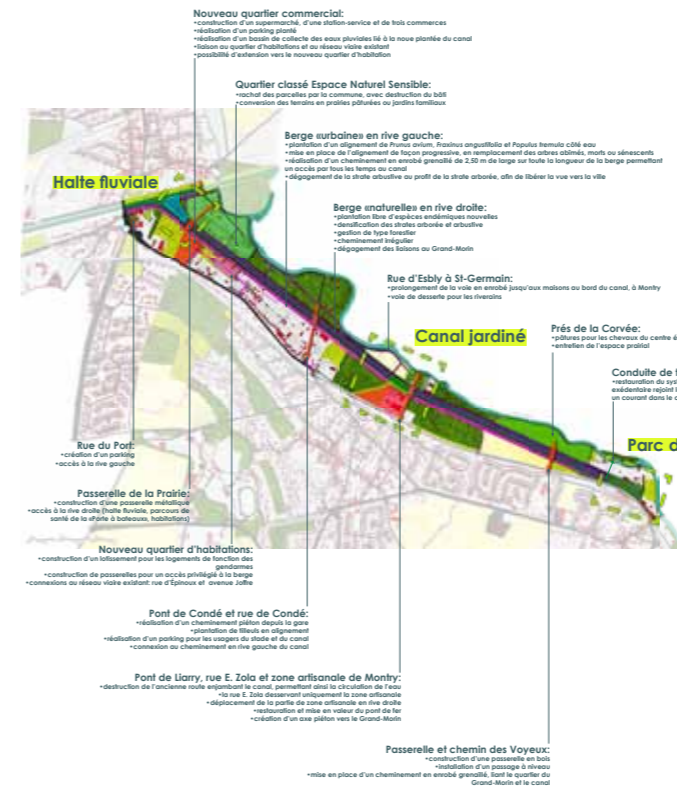 Nouveau quartier commercial:
•construction d'un supermarché, d'une station-service et de trois commerces
•réalisation d'un parking planté
•réalisation d'un bassin de collecte des eaux pluviales lié à la noue plantée du canal
•liaison au quartier d'habitations et au réseau viaire existant
•possibilité d'extension vers le nouveau quartier d'habitation
Quartier classé Espace Naturel Sensible:
•rachat des parcelles par la commune, avec destruction du bâti
•conversion des terrains en prairies pâturées ou jardins familiaux
Berge «urbaine» en rive gauche:
•plantation d'un alignement de Prunus avium, Fraxinus angustifolia et Populus tremula côté eau
•mise en place de l'alignement de façon progressive, en remplacement des arbres abîmés, morts ou sénescents
•réalisation d'un cheminement en enrobé grenaillé de 2,50 m de large sur toute la longueur de la berge permettant
un accès par tous les temps au canal
•dégagement de la strate arbustive au profit de la strate arborée, afin de libérer la vue vers la ville
Halte fluviale
Berge «naturelle» en rive droite:
•plantation libre d'espèces endémiques nouvelles
•densification des strates arborée et arbustive
•gestion de type forestier
•cheminement irrégulier
•dégagement des liaisons au Grand-Morin
Rue d'Esbly à St-Germain:
•prolongement de la voie en enrobé jusqu'aux maisons au bord du canal, à Montry
•voie de desserte pour les riverains
Canal jardiné
Prés de la Corvée:
•pâtures pour les chevaux du centre é
•entretien de l'espace prairial
Conduite de
•restauration du sys
exédentaire rejoint
un courant dans le
Parc d
Rue du Port:
•création d'un parking
•accès à la rive gauche
Passerelle de la Prairie:
•construction d'une passerelle métallique
•accès à la rive droite (halte fluviale, parcours de
santé de la «Porte à bateaux», habitations)
Nouveau quartier d'habitations:
•construction d'un lotissement pour les logements de fonction des
gendarmes
•construction de passerelles pour un accès privilégié à la berge
•connexions au réseau viaire existant: rue d'Épinoux et avenue Joffre
Pont de Condé et rue de Condé:
•réalisation d'un cheminement piéton depuis la gare
•plantation de tilleuls en alignement
•réalisation d'un parking pour les usagers du stade et du canal
•connexion au cheminement en rive gauche du canal
Pont de Liarry, rue E. Zola et zone artisanale de Montry:
•destruction de l'ancienne route enjambant le canal, permettant ainsi la circulation de l'eau
•la rue E. Zola desservant uniquement la zone artisanale
•déplacement de la partie de zone artisanale en rive droite
•restauration et mise en valeur du pont de fer
•création d'un axe piéton vers le Grand-Morin
Passerelle et chemin des Voyeux:
•construction d'une passerelle en bois
•installation d'un passage à niveau
•mise en place d'un cheminement en enrobé grenaillé, liant le quartier du
Grand-Morin et le canal